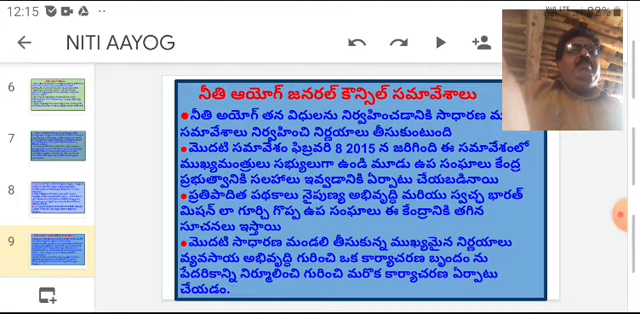 12:15
NITI AAYOG
6
7
8
9
నీతి ఆయోగ్ జనరల్ కౌన్సిల్ సమావేశాలు
●నీతి అయోగ్ తన విధులను నిర్వహించడానికి సాధారణ
సమావేశాలు నిర్వహించి నిర్ణయాలు తీసుకుంటుంది
●మొదటి సమావేశం ఫిబ్రవరి 8 2015 న జరిగింది ఈ సమావేశంలో
ముఖ్యమంత్రులు సభ్యులుగా ఉండి మూడు ఉప సంఘాలు కేంద్ర
ప్రభుత్వానికి సలహాలు ఇవ్వడానికి ఏర్పాటు చేయబడినాయి
●ప్రతిపాదిత పథకాలు నైపుణ్య అభివృద్ధి మరియు స్వచ్ఛ భారత్
మిషన్ లా గూర్చి గొప్ప ఉప సంఘాలు ఈ కేంద్రానికి తగిన
సూచనలు ఇస్తాయి
●మొదటి సాధారణ మండలి తీసుకున్న ముఖ్యమైన నిర్ణయాలు
వ్యవసాయ అభివృద్ధి గురించి ఒక కార్యాచరణ బృందం ను
పేదరికాన్ని నిర్మూలించి గురించి మరొక కార్యాచరణ ఏర్పాటు
చేయడం.